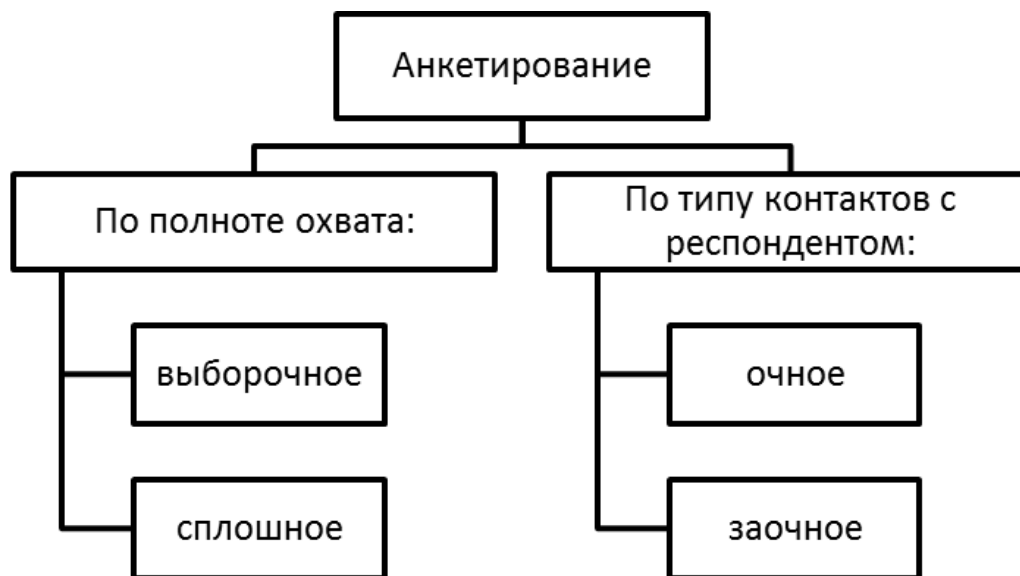 Анкетирование
По полноте охвата:
выборочное
сплошное
По типу контактов с
респондентом:
очное
заочное